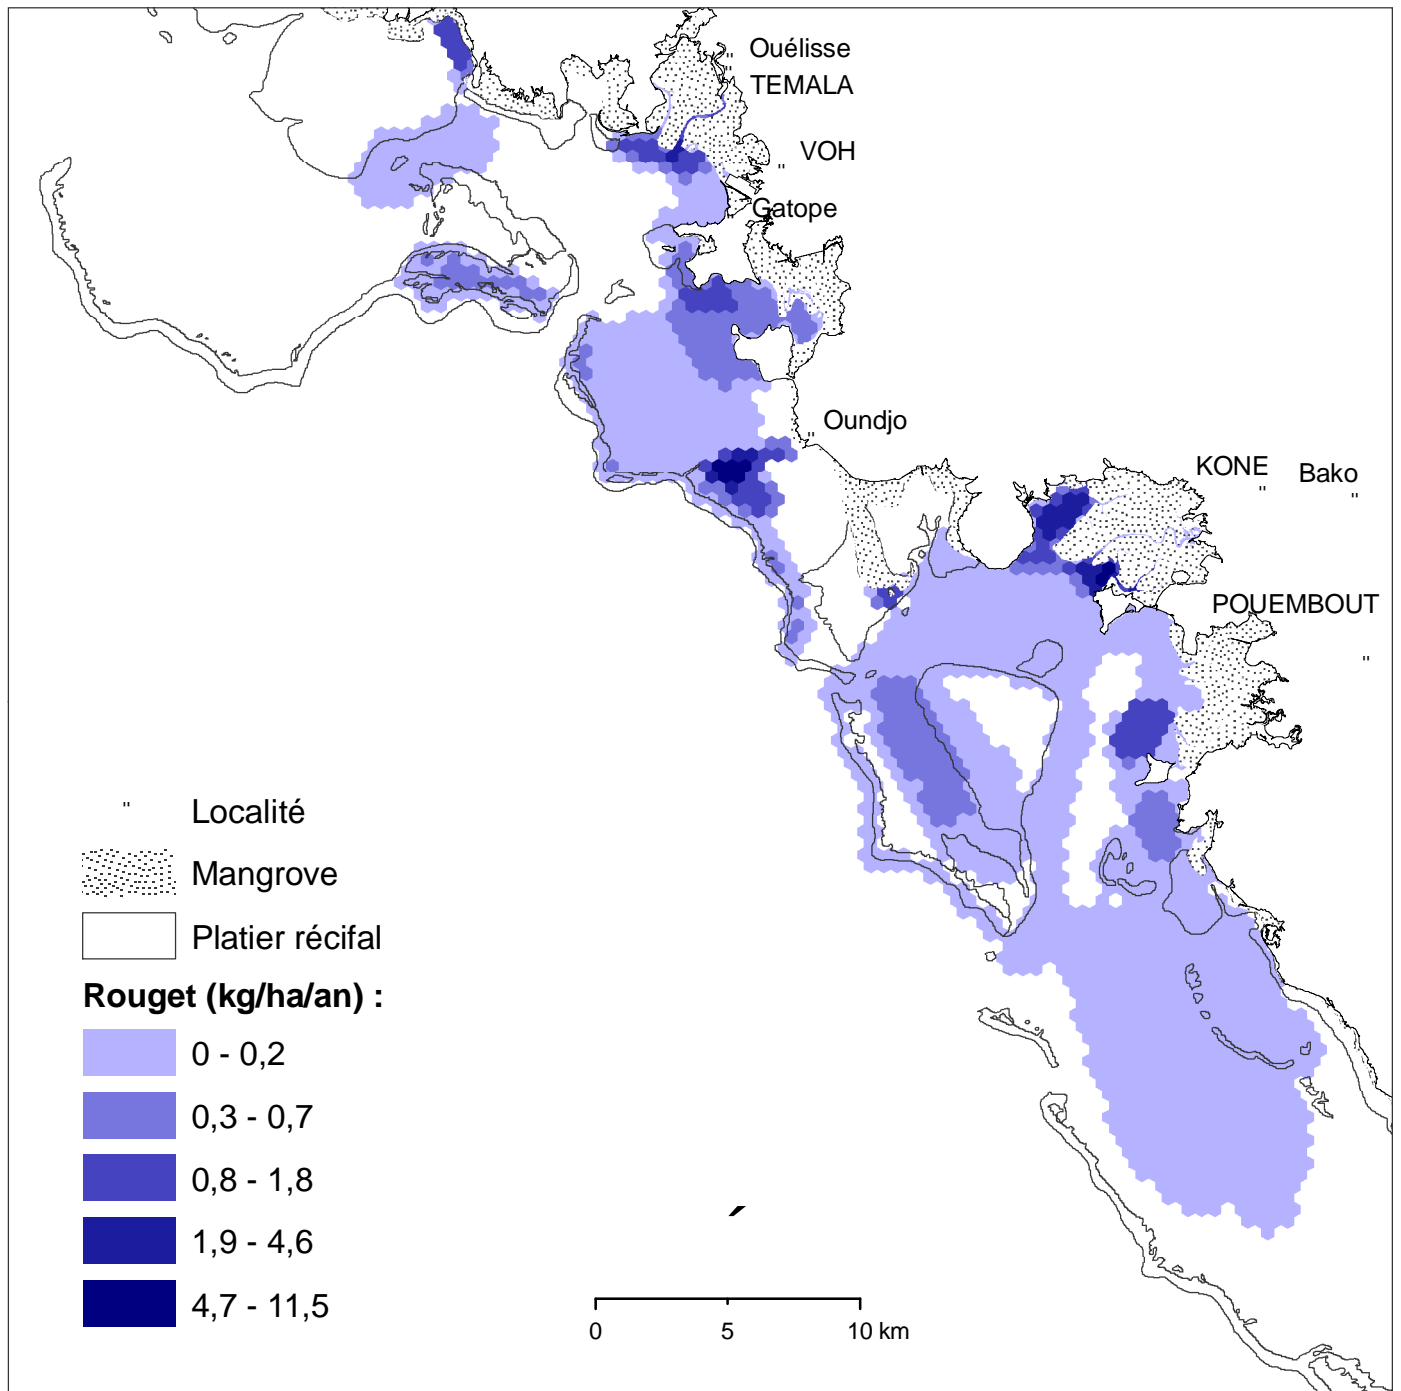 Ouélisse
TEMALA
VOH
Gatope
Oundjo
KONE
Bako
POUEMBOUT
Localité
Mangrove
Platier récifal
Rouget (kg/ha/an) :
0 - 0,2
0,3 - 0,7
0,8 - 1,8
1,9 - 4,6
4,7 - 11,5
0 5 10 km